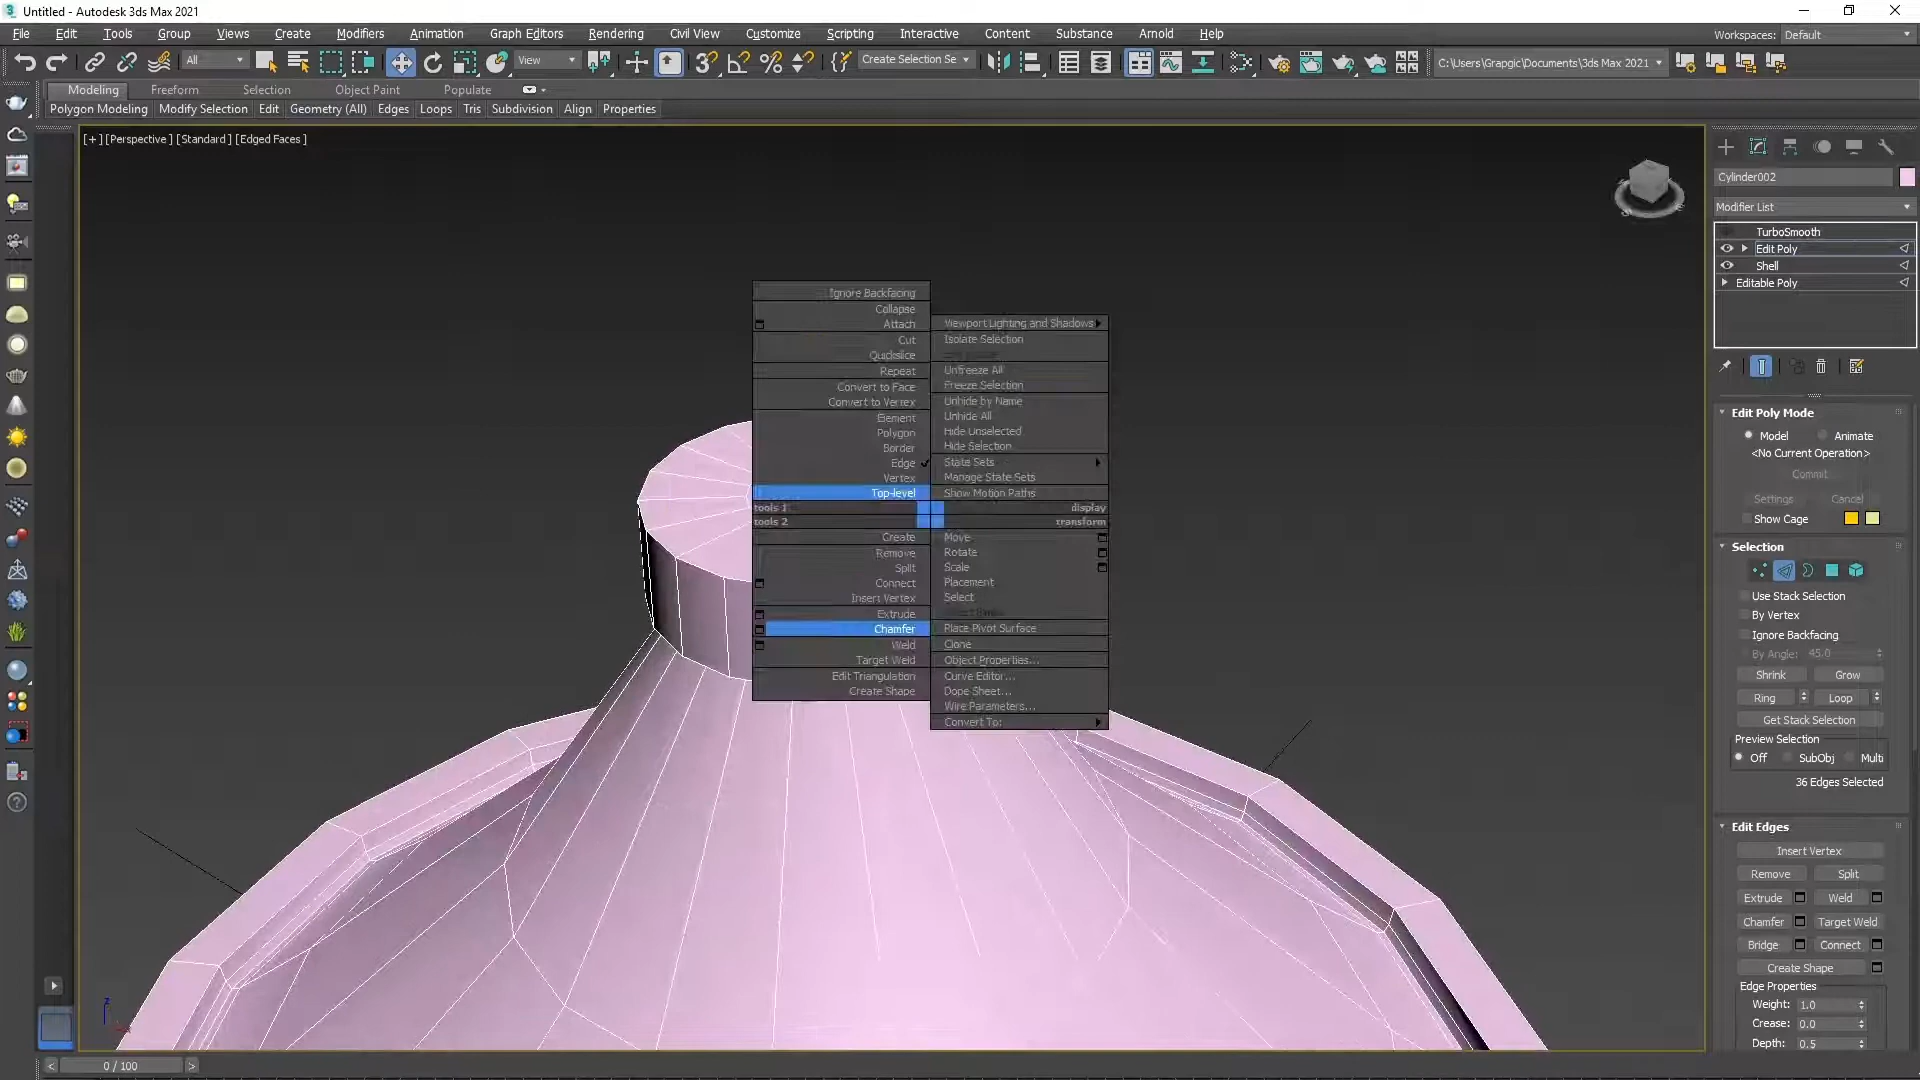 Untitled - Autodesk 3ds Max 2021
File Edit Tools Group Views Create Modifiers Animation Graph Editors Rendering Civil View Customize Scripting Interactive Content Substance Arnold Help
Workspaces: Default
All
View
Create Selection Se
C:\Users\Grapgic\Documents\3ds Max 2021
Modeling Freeform Selection Object Paint Populate
Polygon Modeling Modify Selection Edit Geometry (All) Edges Loops Tris Subdivision Align Properties
[+] [Perspective] [Standard] [Edged Faces]
Ignore Backfacing
Collapse
Attach
Cut
Quickslice
Repeat
Convert to Face
Convert to Vertex
Element
Polygon
Border
Edge
Vertex
Top-level
tools 1
tools 2
Create
Remove
Split
Connect
Insert Vertex
Extrude
Chamfer
Weld
Target Weld
Edit Triangulation
Create Shape
Viewport Lighting and Shadows
Isolate Selection
Unfreeze All
Freeze Selection
Unhide by Name
Unhide All
Hide Unselected
Hide Selection
State Sets
Manage State Sets
Show Motion Paths
display
transform
Move
Rotate
Scale
Placement
Select
Place Pivot Surface
Clone
Object Properties...
Curve Editor...
Dope Sheet...
Wire Parameters...
Convert To:
Cylinder002
Modifier List
TurboSmooth
Edit Poly
Shell
Editable Poly
Edit Poly Mode
Model Animate
<No Current Operation>
Commit
Settings Cancel
Show Cage
Selection
Use Stack Selection
By Vertex
Ignore Backfacing
By Angle: 45.0
Shrink Grow
Ring Loop
Get Stack Selection
Preview Selection
Off SubObj Multi
36 Edges Selected
Edit Edges
Insert Vertex
Remove Split
Extrude Weld
Chamfer Target Weld
Bridge Connect
Create Shape
Edge Properties
Weight: 1.0
Crease: 0.0
Depth: 0.5
z
< 0 / 100 >